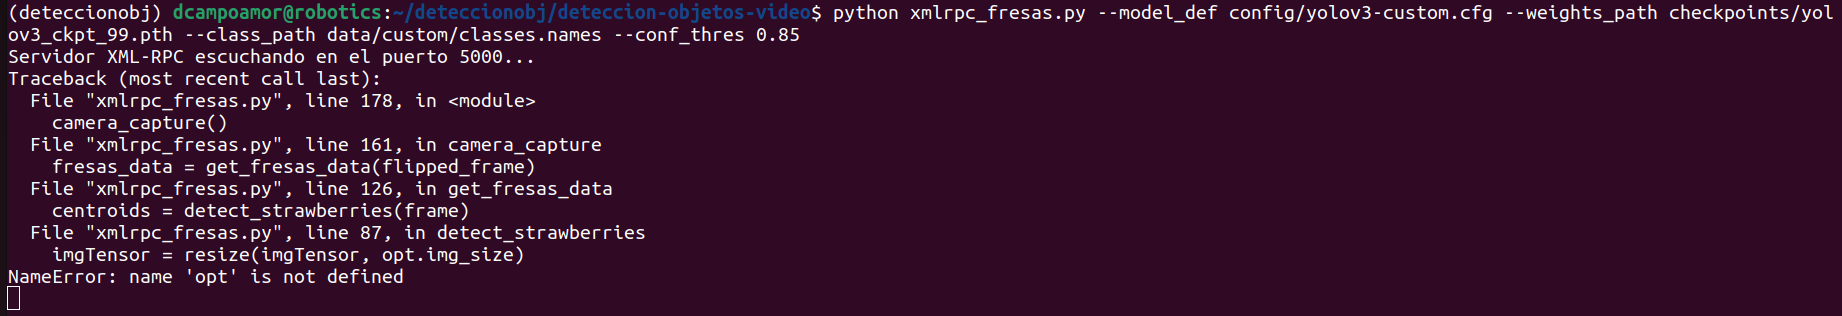 (deteccionobj) dcampoamor@robotics:~/deteccionobj/deteccion-objetos-video$ python xmlrpc_fresas.py --model_def config/yolov3-custom.cfg --weights_path checkpoints/yol
ov3_ckpt_99.pth --class_path data/custom/classes.names --conf_thres 0.85
Servidor XML-RPC escuchando en el puerto 5000...
Traceback (most recent call last):
  File "xmlrpc_fresas.py", line 178, in <module>
    camera_capture()
  File "xmlrpc_fresas.py", line 161, in camera_capture
    fresas_data = get_fresas_data(flipped_frame)
  File "xmlrpc_fresas.py", line 126, in get_fresas_data
    centroids = detect_strawberries(frame)
  File "xmlrpc_fresas.py", line 87, in detect_strawberries
    imgTensor = resize(imgTensor, opt.img_size)
NameError: name 'opt' is not defined